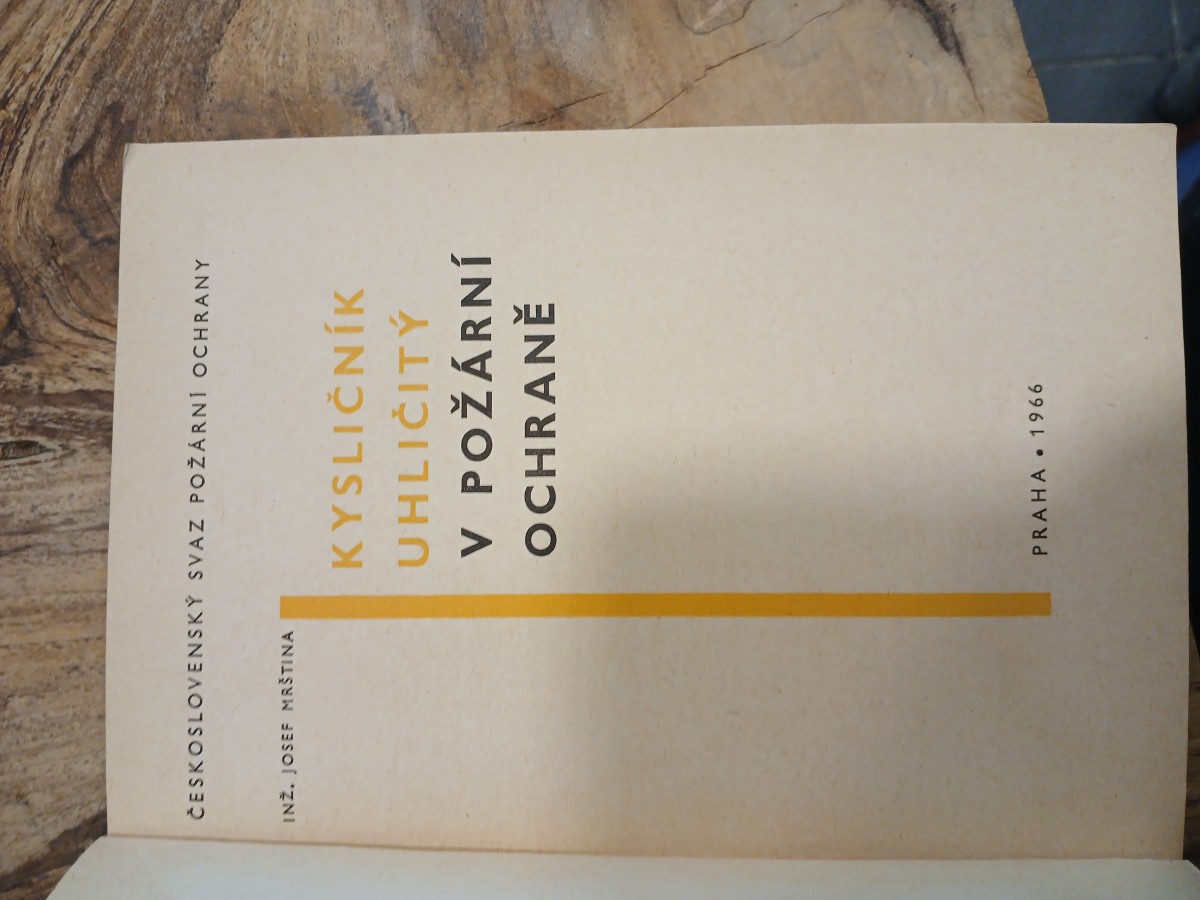 ČESKOSLOVENSKÝ SVAZ POŽÁRNÍ OCHRANY
INŽ. JOSEF MRŠTINA
KYSLIČNÍK
UHLIČITÝ
V POŽÁRNÍ
OCHRANĚ
PRAHA • 1966